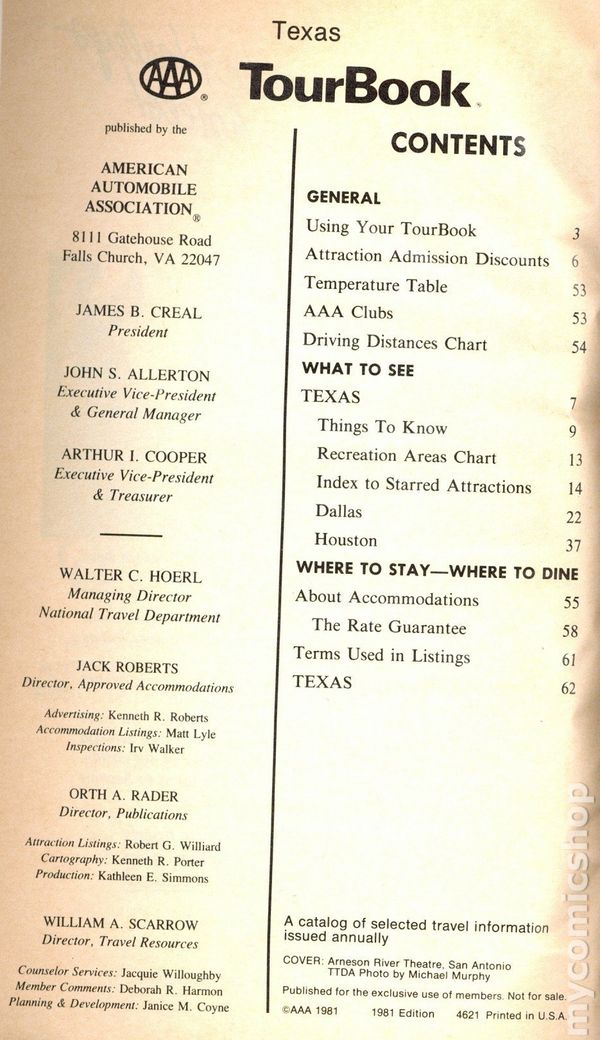 Texas
AAA®
TourBook
published by the
AMERICAN
AUTOMOBILE
ASSOCIATION®
8111 Gatehouse Road
Falls Church, VA 22047
JAMES B. CREAL
President
JOHN S. ALLERTON
Executive Vice-President
& General Manager
ARTHUR I. COOPER
Executive Vice-President
& Treasurer
WALTER C. HOERL
Managing Director
National Travel Department
JACK ROBERTS
Director, Approved Accommodations
Advertising: Kenneth R. Roberts
Accommodation Listings: Matt Lyle
Inspections: Irv Walker
ORTH A. RADER
Director, Publications
Attraction Listings: Robert G. Williard
Cartography: Kenneth R. Porter
Production: Kathleen E. Simmons
WILLIAM A. SCARROW
Director, Travel Resources
Counselor Services: Jacquie Willoughby
Member Comments: Deborah R. Harmon
Planning & Development: Janice M. Coyne
CONTENTS
GENERAL
Using Your TourBook 3
Attraction Admission Discounts 6
Temperature Table 53
AAA Clubs 53
Driving Distances Chart 54
WHAT TO SEE
TEXAS 7
Things To Know 9
Recreation Areas Chart 13
Index to Starred Attractions 14
Dallas 22
Houston 37
WHERE TO STAY—WHERE TO DINE
About Accommodations 55
The Rate Guarantee 58
Terms Used in Listings 61
TEXAS 62
A catalog of selected travel information
issued annually
COVER: Arneson River Theatre, San Antonio
TTDA Photo by Michael Murphy
Published for the exclusive use of members. Not for sale.
©AAA 1981 1981 Edition 4621 Printed in U.S.A.
mycomicshop